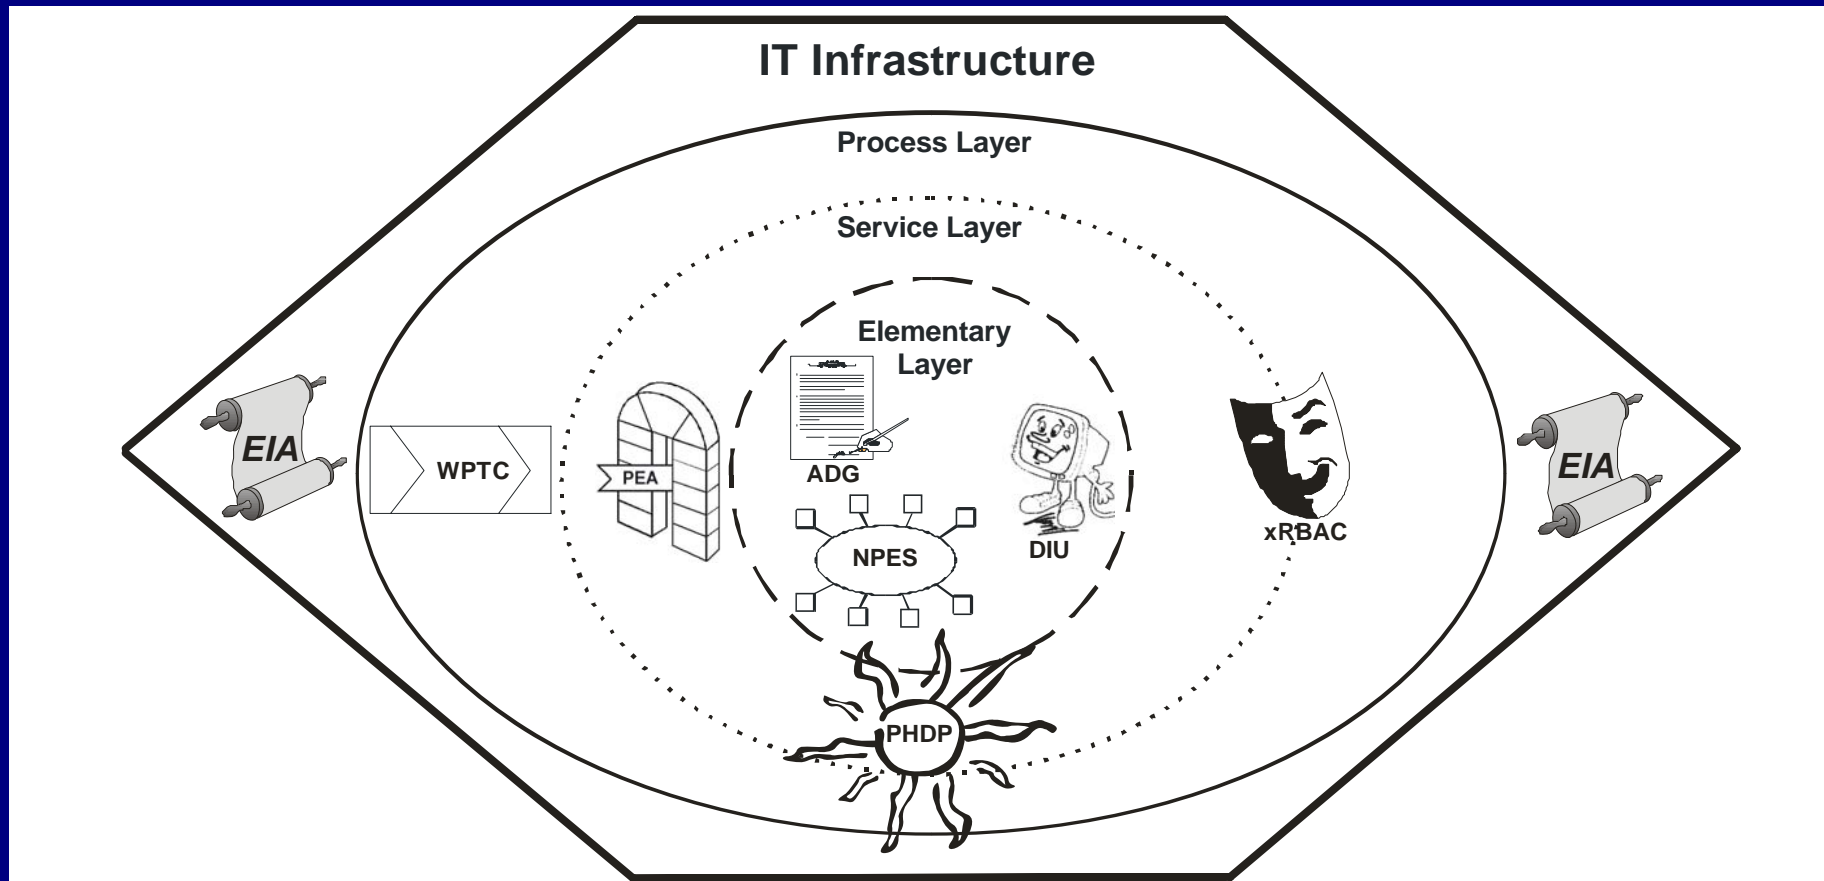 IT Infrastructure
Process Layer
Service Layer
Elementary
Layer
EIA
WPTC
PEA
ADG
NPES
DIU
xRBAC
EIA
PHDP